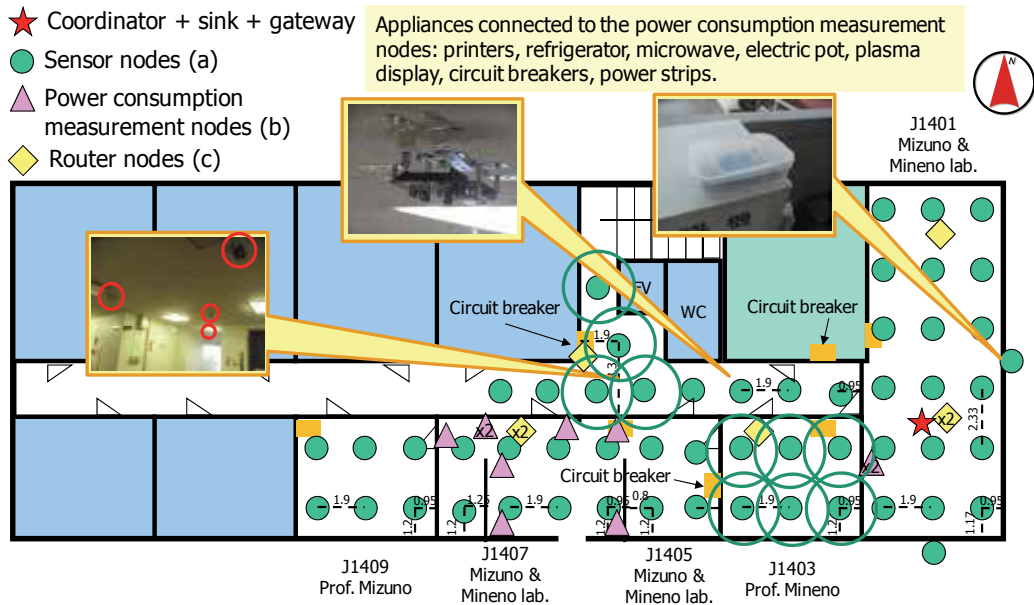 Coordinator + sink + gateway
Sensor nodes (a)
Power consumption
measurement nodes (b)
Router nodes (c)
Appliances connected to the power consumption measurement
nodes: printers, refrigerator, microwave, electric pot, plasma
display, circuit breakers, power strips.
N
J1401
Mizuno &
Mineno lab.
EV
WC
Circuit breaker
Circuit breaker
1.9
3.3
1.9
0.95
x2
x2
x2
x2
2.33
Circuit breaker
1.9
0.95
1.2
1.25
1.2
1.9
0.95
1.2
0.8
1.2
1.9
0.95
1.2
1.9
0.95
1.17
J1409
Prof. Mizuno
J1407
Mizuno &
Mineno lab.
J1405
Mizuno &
Mineno lab.
J1403
Prof. Mineno